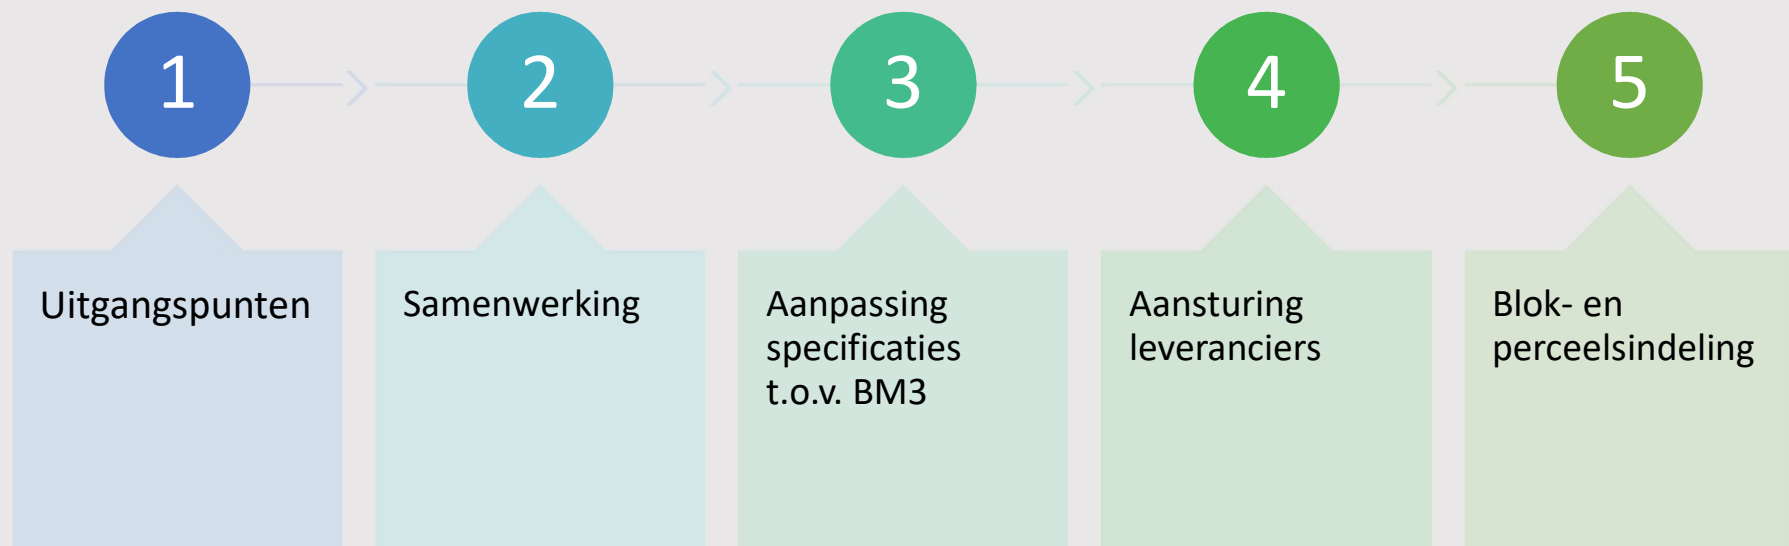 1
Uitgangspunten
2
Samenwerking
3
Aanpassing
specificaties
t.o.v. BM3
4
Aansturing
leveranciers
5
Blok- en
perceelsindeling